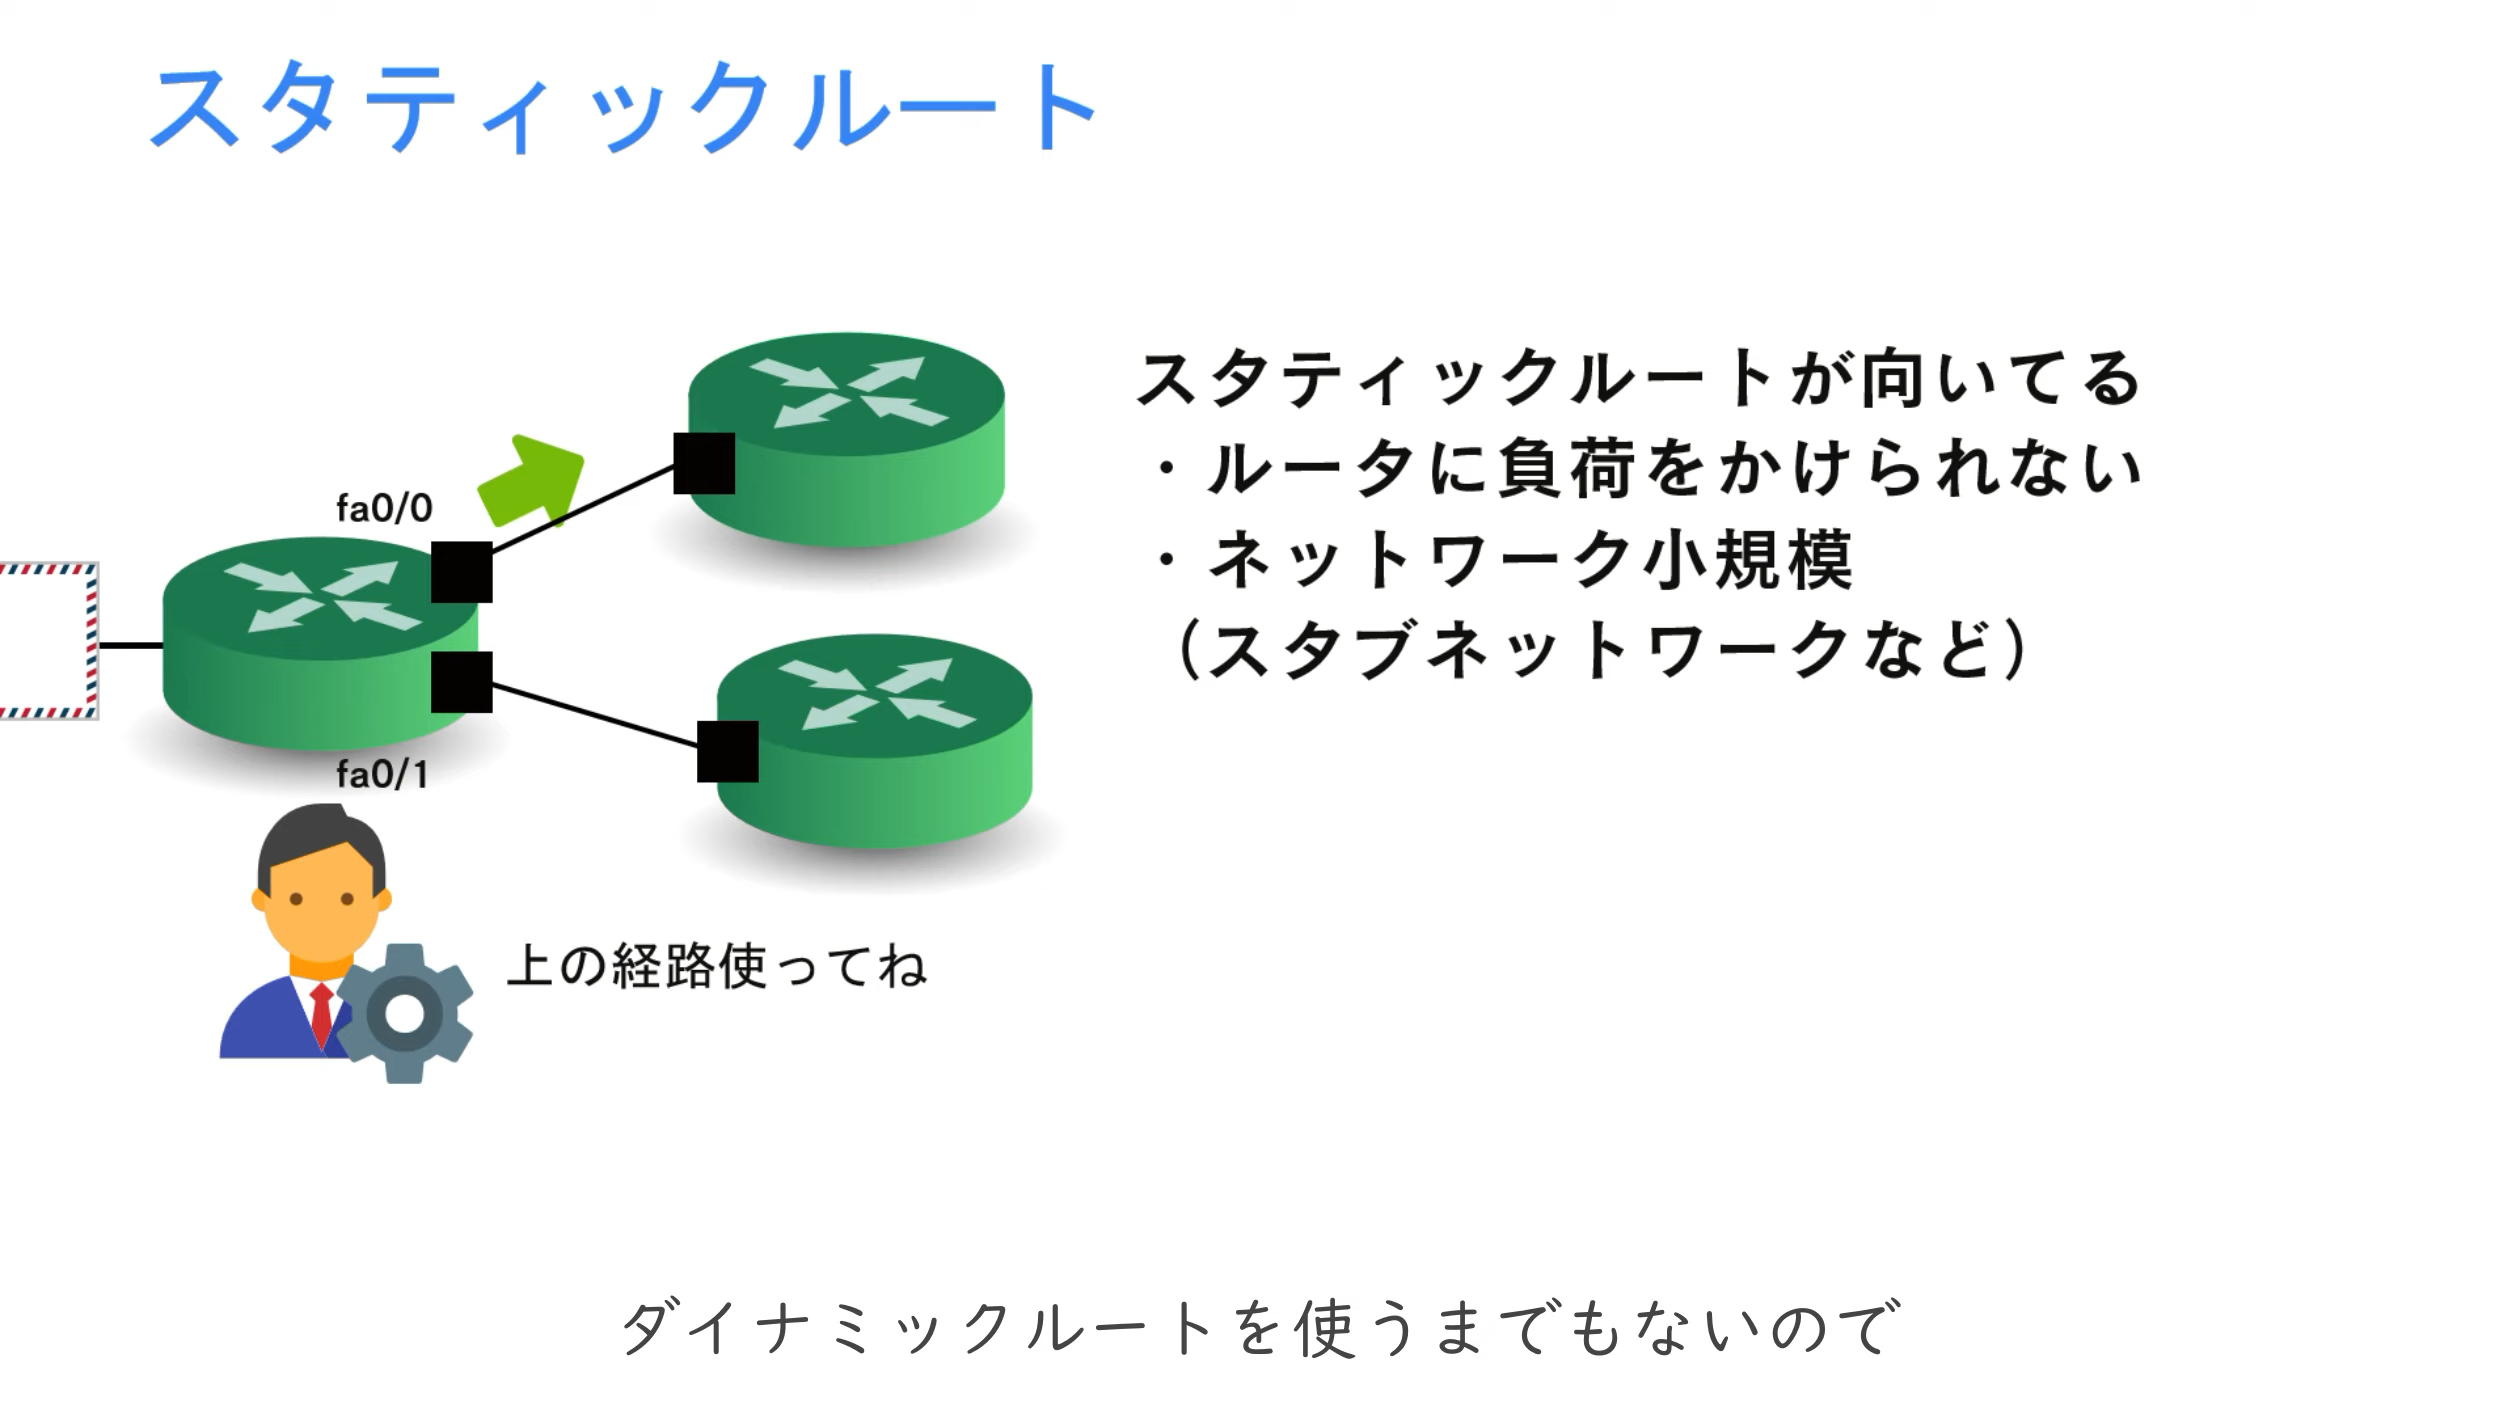 スタティックルート
スタティックルートが向いてる
・ルータに負荷をかけられない
・ネットワーク小規模
（スタブネットワークなど）
fa0/0
fa0/1
上の経路使ってね
ダイナミックルートを使うまでもないので